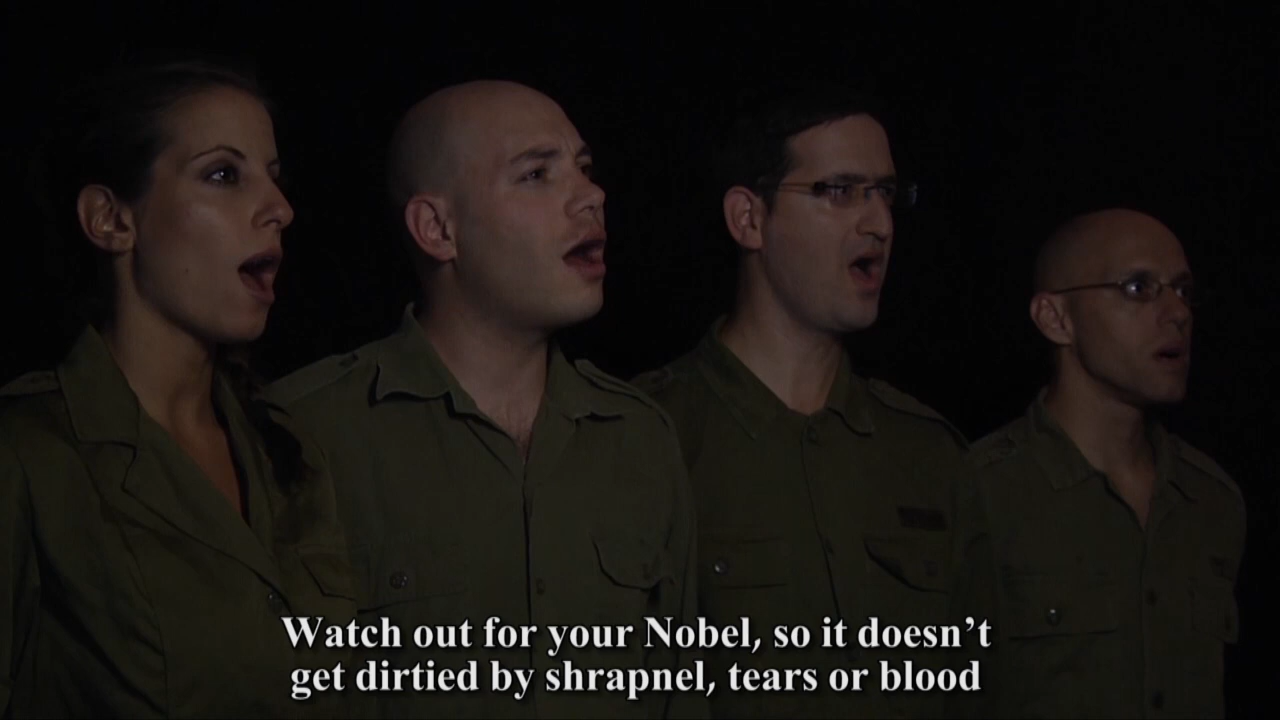 Watch out for your Nobel, so it doesn’t
get dirtied by shrapnel, tears or blood